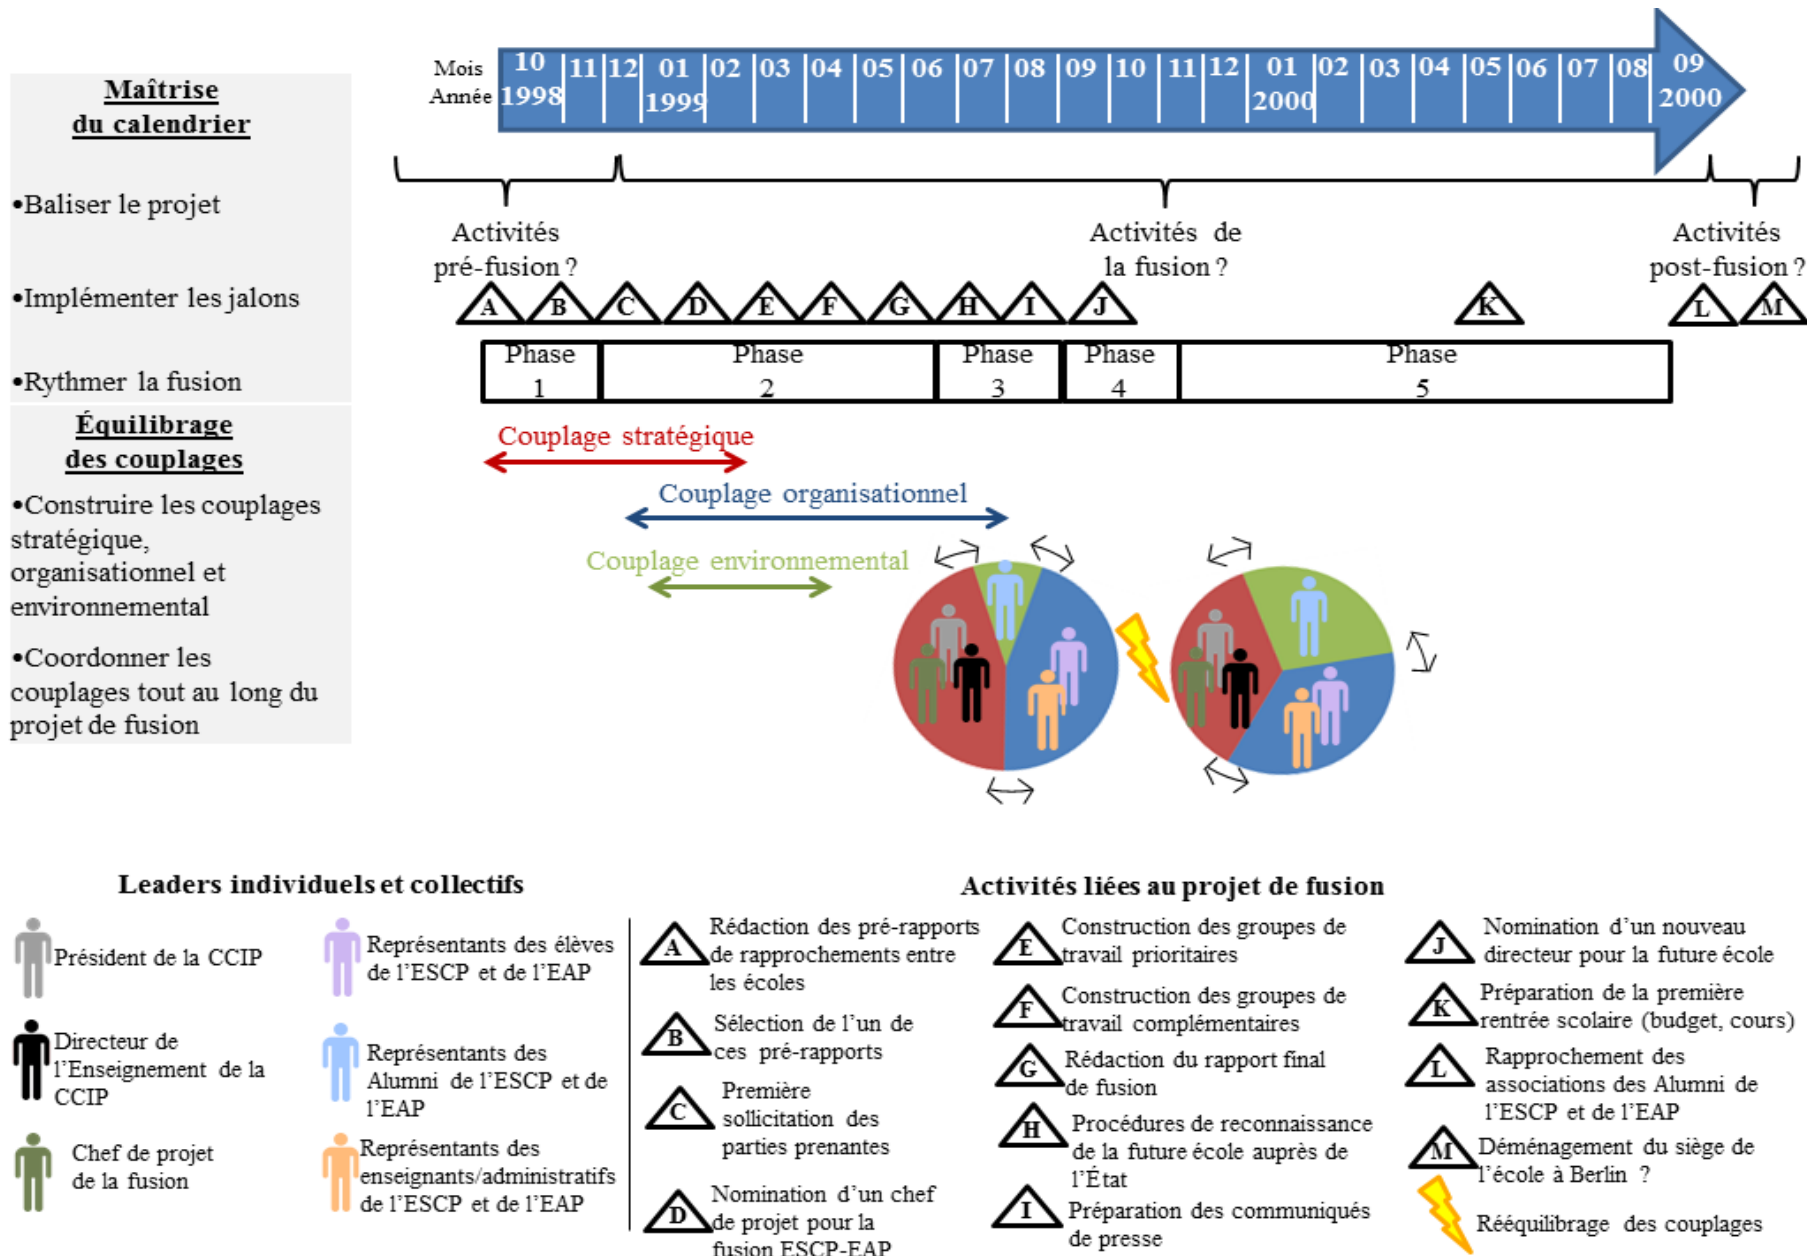 Mois
Année
10 11 12 01 02 03 04 05 06 07 08 09 10 11 12 01 02 03 04 05 06 07 08 09
1998 1999 2000 2000
Maîtrise
du calendrier
•Baliser le projet
•Implémenter les jalons
•Rythmer la fusion
Équilibrage
des couplages
•Construire les couplages
stratégique,
organisationnel et
environnemental
•Coordonner les
couplages tout au long du
projet de fusion
Activités
pré-fusion ?
Activités de
la fusion ?
Activités
post-fusion ?
A B C D E F G H I J K L M
Phase
1
Phase
2
Phase
3
Phase
4
Phase
5
Couplage stratégique
Couplage organisationnel
Couplage environnemental
Leaders individuels et collectifs
Président de la CCIP
Directeur de
l’Enseignement de la
CCIP
Chef de projet
de la fusion
Représentants des élèves
de l’ESCP et de l’EAP
Représentants des
Alumni de l’ESCP et de
l’EAP
Représentants des
enseignants/administratifs
de l’ESCP et de l’EAP
Activités liées au projet de fusion
A
Rédaction des pré-rapports
de rapprochements entre
les écoles
B
Sélection de l’un de
ces pré-rapports
C
Première
sollicitation des
parties prenantes
D
Nomination d’un chef
de projet pour la
fusion ESCP-EAP
E
Construction des groupes de
travail prioritaires
F
Construction des groupes de
travail complémentaires
G
Rédaction du rapport final
de fusion
H
Procédures de reconnaissance
de la future école auprès de
l’État
I
Préparation des communiqués
de presse
J
Nomination d’un nouveau
directeur pour la future école
K
Préparation de la première
rentrée scolaire (budget, cours)
L
Rapprochement des
associations des Alumni de
l’ESCP et de l’EAP
M
Déménagement du siège de
l’école à Berlin ?
Rééquilibrage des couplages